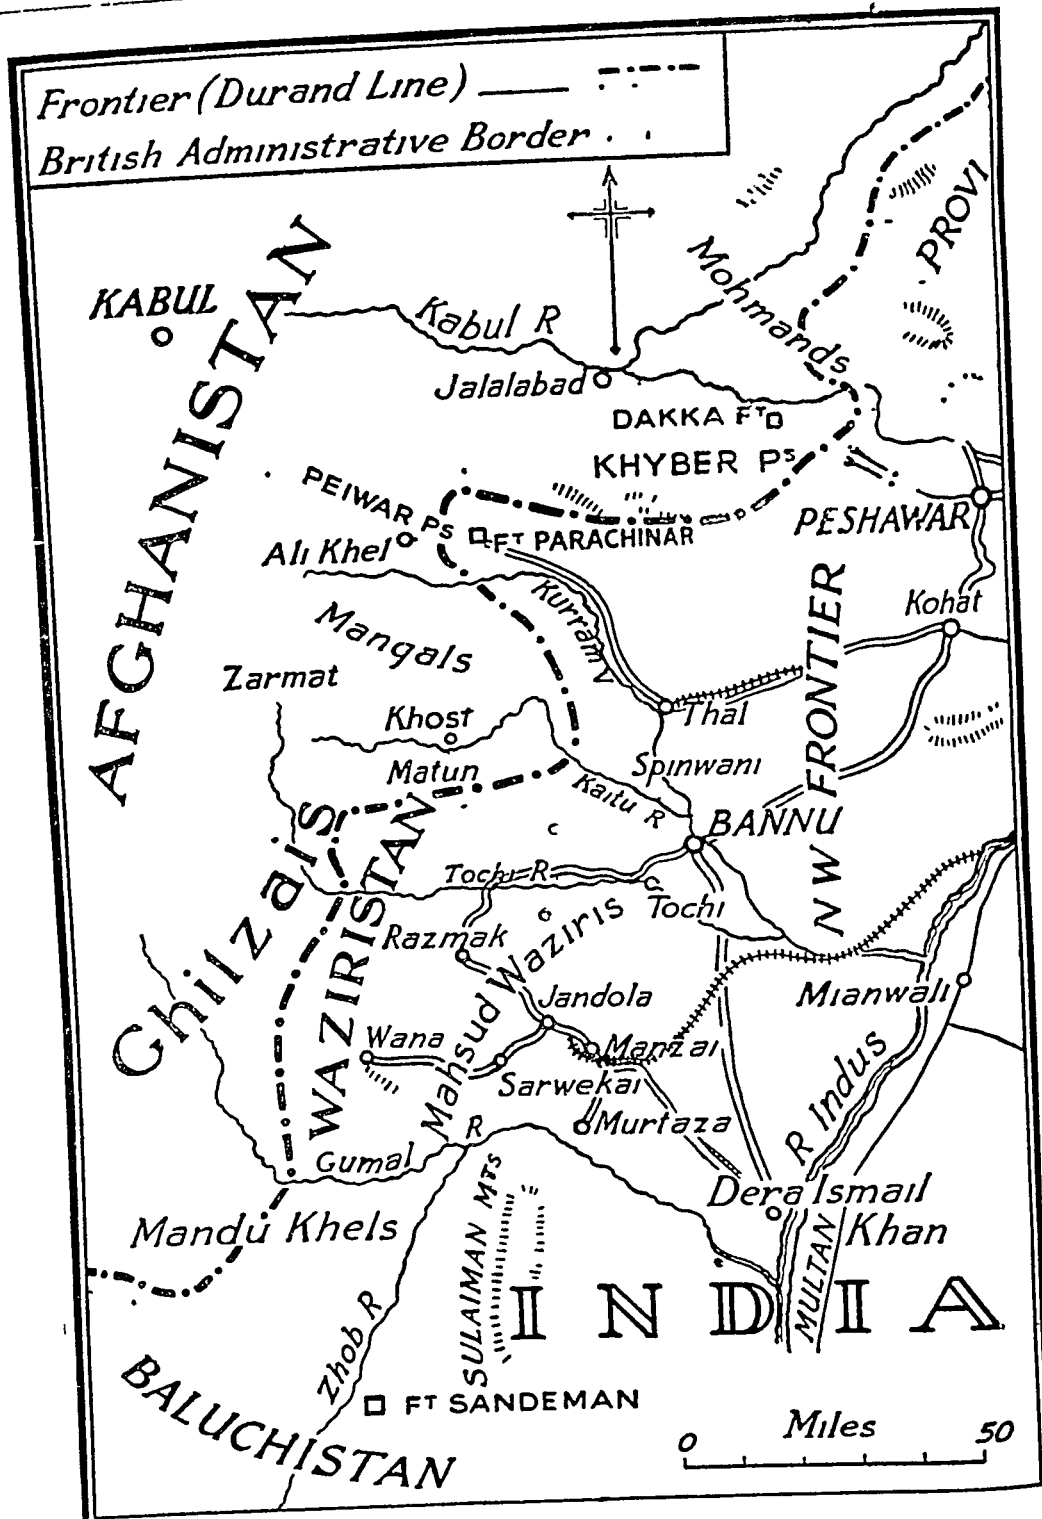 Frontier (Durand Line)
British Administrative Border
AFGHANISTAN
KABUL
Kabul R
Mohmands
PROVI
Jalalabad
DAKKA FT
KHYBER Ps
PEIWAR Ps
FT PARACHINAR
PESHAWAR
Ali Khel
Kurram V
Kohat
Mangals
Zarmat
Khost
Thal
N W FRONTIER
Matun
Spinwani
Kaitu R
BANNU
Ghilzais
WAZIRISTAN
Tochi R
Tochi
Razmak
Mahsud Waziris
Jandola
Mianwali
Wana
Manzai
Sarwekai
R Indus
Murtaza
Gumal R
Dera Ismail
Khan
Mandu Khels
SULAIMAN MTS
MULTAN
INDIA
Zhob R
FT SANDEMAN
BALUCHISTAN
Miles
0 50